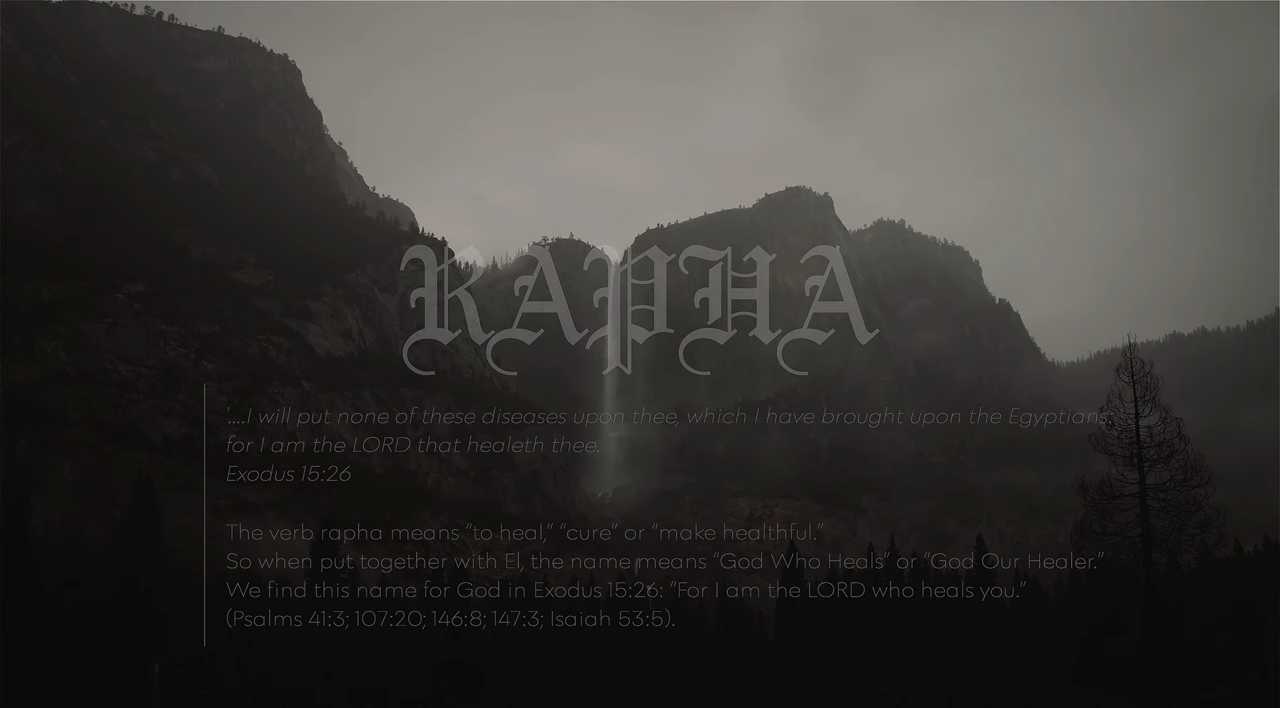 RAPHA
'....I will put none of these diseases upon thee, which I have brought upon the Egyptians:
for I am the LORD that healeth thee.
Exodus 15:26
The verb rapha means “to heal,” “cure” or “make healthful.”
So when put together with El, the name means “God Who Heals” or “God Our Healer.”
We find this name for God in Exodus 15:26: “For I am the LORD who heals you.”
(Psalms 41:3; 107:20; 146:8; 147:3; Isaiah 53:5).